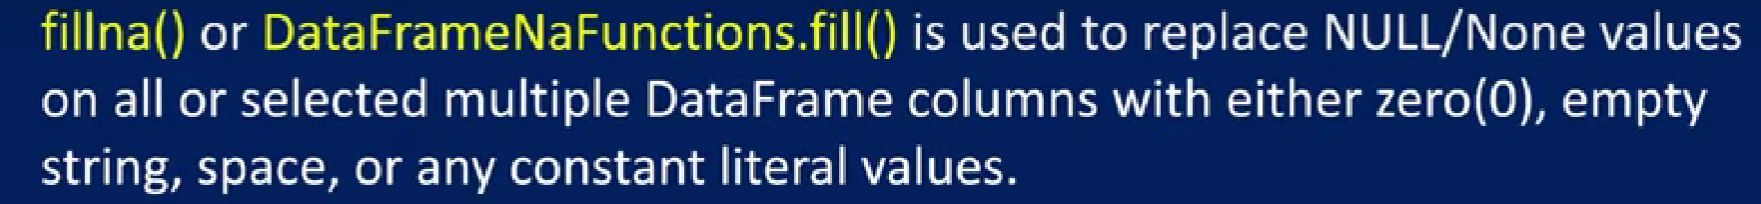 fillna() or DataFrameNaFunctions.fill() is used to replace NULL/None values
on all or selected multiple DataFrame columns with either zero(0), empty
string, space, or any constant literal values.